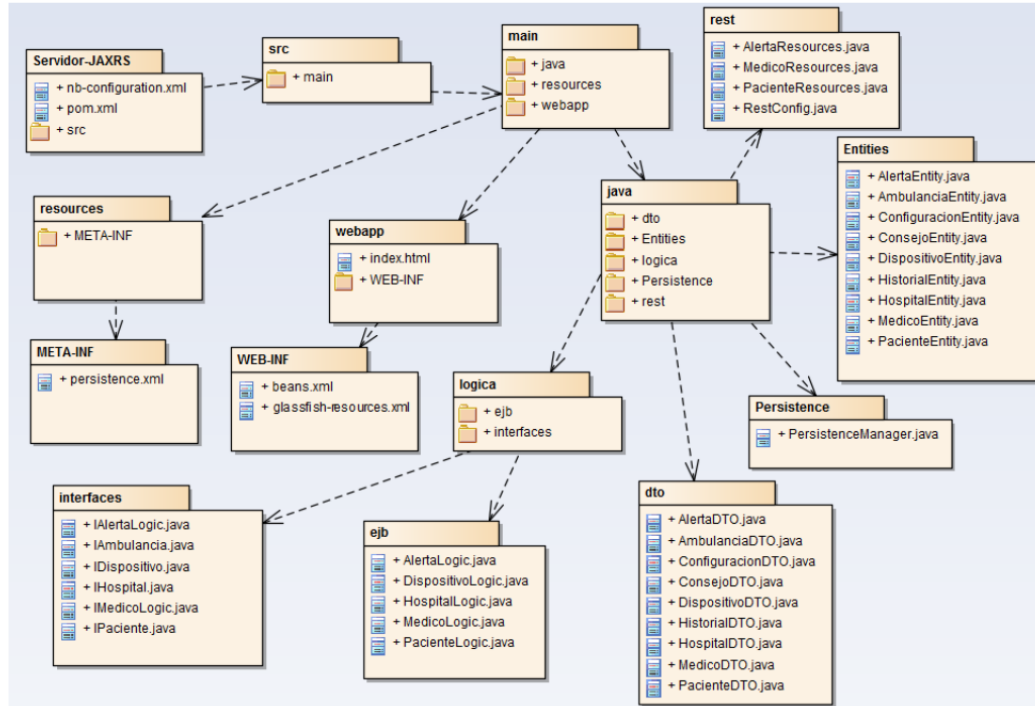 Servidor-JAXRS
+ nb-configuration.xml
+ pom.xml
+ src
src
+ main
main
+ java
+ resources
+ webapp
rest
+ AlertaResources.java
+ MedicoResources.java
+ PacienteResources.java
+ RestConfig.java
Entities
+ AlertaEntity.java
+ AmbulanciaEntity.java
+ ConfiguracionEntity.java
+ ConsejoEntity.java
+ DispositivoEntity.java
+ HistorialEntity.java
+ HospitalEntity.java
+ MedicoEntity.java
+ PacienteEntity.java
resources
+ META-INF
webapp
+ index.html
+ WEB-INF
java
+ dto
+ Entities
+ logica
+ Persistence
+ rest
META-INF
+ persistence.xml
WEB-INF
+ beans.xml
+ glassfish-resources.xml
logica
+ ejb
+ interfaces
Persistence
+ PersistenceManager.java
interfaces
+ IAlertaLogic.java
+ IAmbulancia.java
+ IDispositivo.java
+ IHospital.java
+ IMedicoLogic.java
+ IPaciente.java
ejb
+ AlertaLogic.java
+ DispositivoLogic.java
+ HospitalLogic.java
+ MedicoLogic.java
+ PacienteLogic.java
dto
+ AlertaDTO.java
+ AmbulanciaDTO.java
+ ConfiguracionDTO.java
+ ConsejoDTO.java
+ DispositivoDTO.java
+ HistorialDTO.java
+ HospitalDTO.java
+ MedicoDTO.java
+ PacienteDTO.java